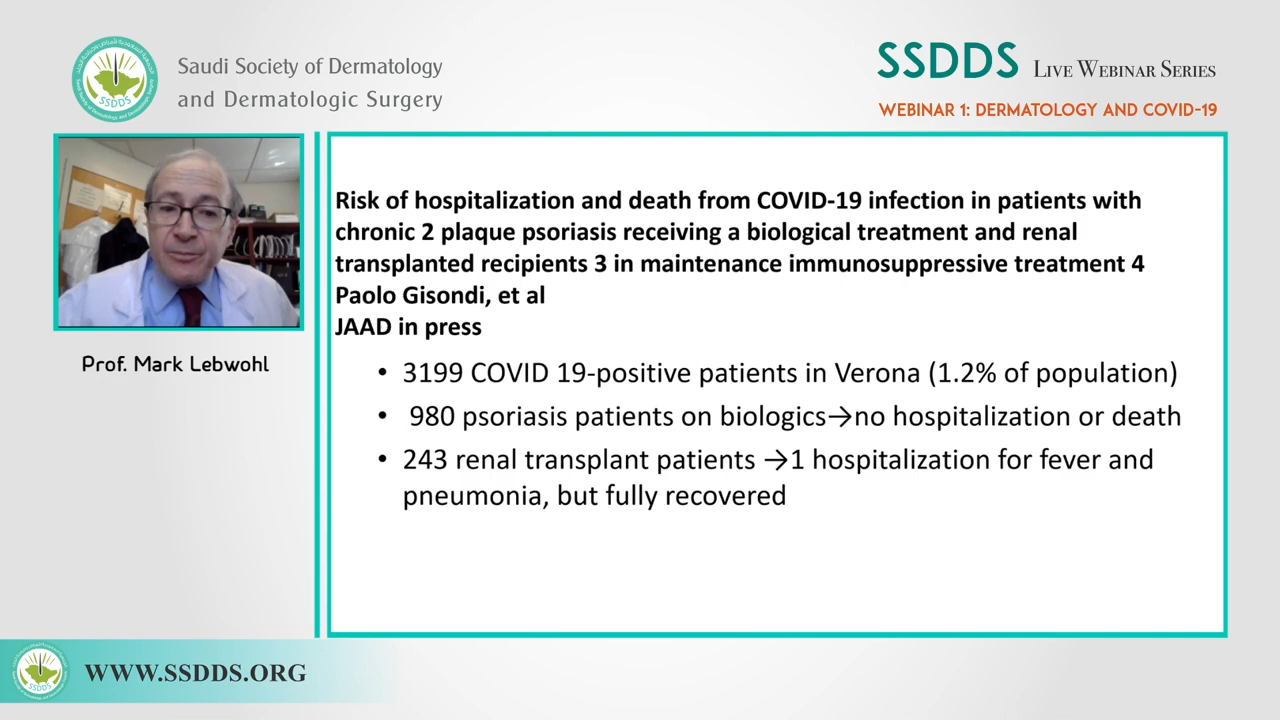 Saudi Society of Dermatology
and Dermatologic Surgery
SSDDS LIVE WEBINAR SERIES
WEBINAR 1: DERMATOLOGY AND COVID-19
Prof. Mark Lebwohl
Risk of hospitalization and death from COVID-19 infection in patients with
chronic 2 plaque psoriasis receiving a biological treatment and renal
transplanted recipients 3 in maintenance immunosuppressive treatment 4
Paolo Gisondi, et al
JAAD in press
• 3199 COVID 19-positive patients in Verona (1.2% of population)
• 980 psoriasis patients on biologics→no hospitalization or death
• 243 renal transplant patients →1 hospitalization for fever and
pneumonia, but fully recovered
SSDDS
WWW.SSDDS.ORG